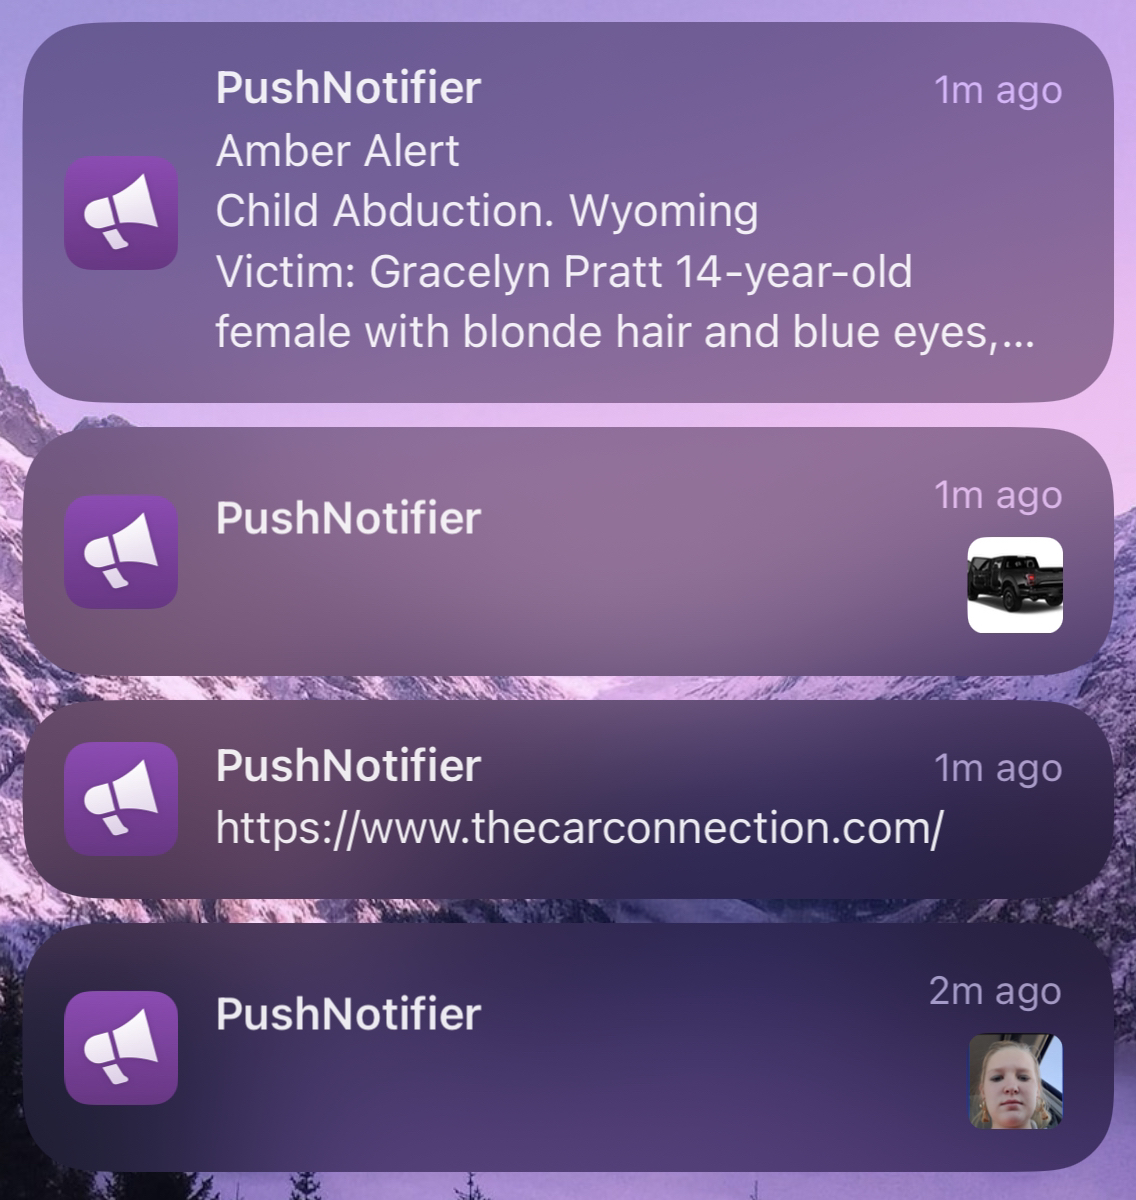 PushNotifier
1m ago
Amber Alert
Child Abduction. Wyoming
Victim: Gracelyn Pratt 14-year-old
female with blonde hair and blue eyes,...
PushNotifier
1m ago
PushNotifier
1m ago
https://www.thecarconnection.com/
PushNotifier
2m ago